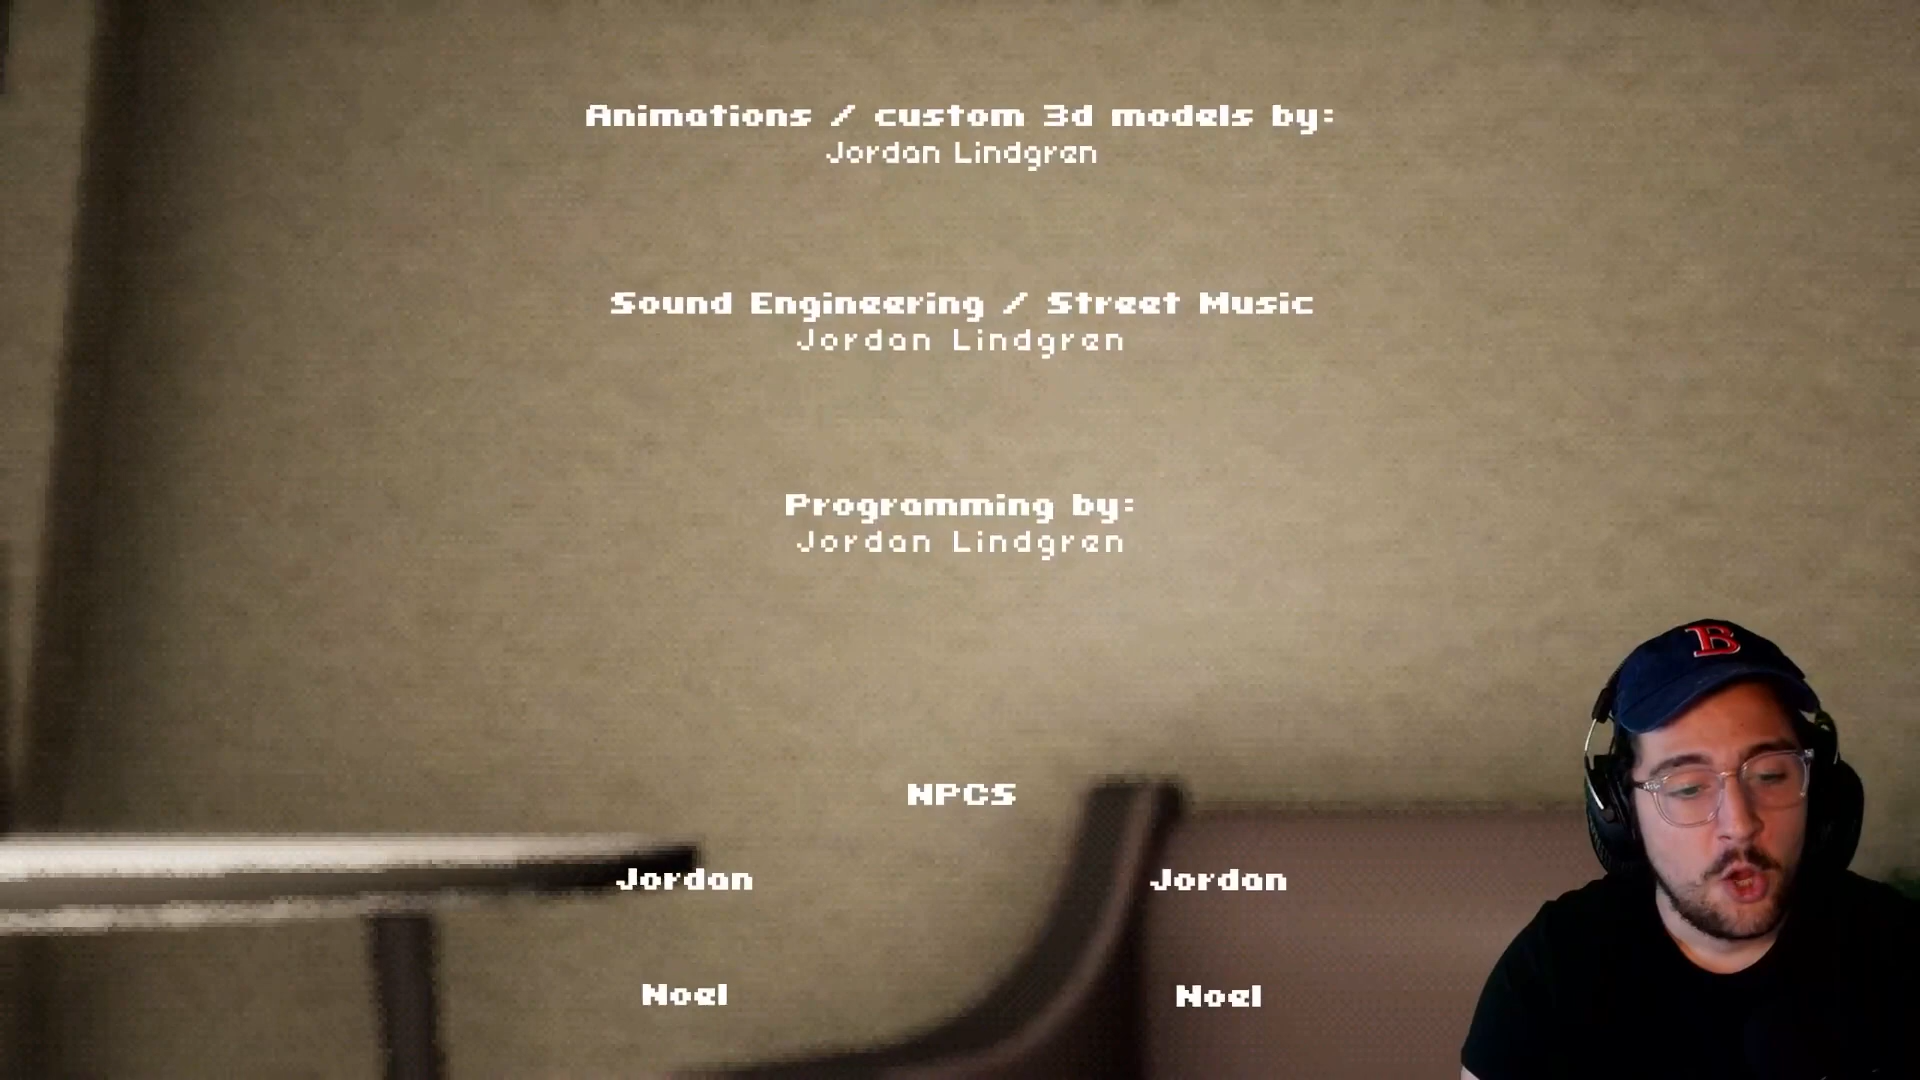 Animations / custom 3d models by:
Jordan Lindgren
Sound Engineering / Street Music
Jordan Lindgren
Programming by:
Jordan Lindgren
NPCS
Jordan Jordan
Noel Noel
B